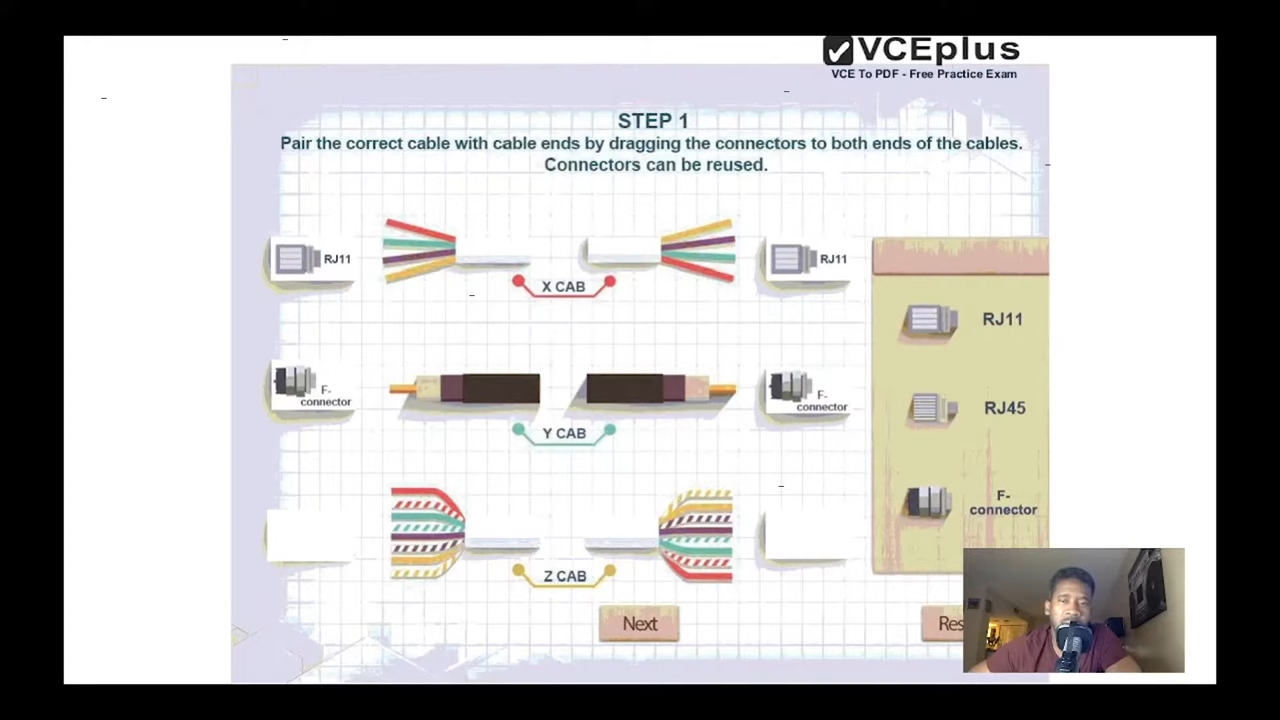 VCEplus
VCE To PDF - Free Practice Exam
STEP 1
Pair the correct cable with cable ends by dragging the connectors to both ends of the cables.
Connectors can be reused.
RJ11
RJ11
X CAB
RJ11
F-
connector
F-
connector
Y CAB
RJ45
F-
connector
Z CAB
Next
Res